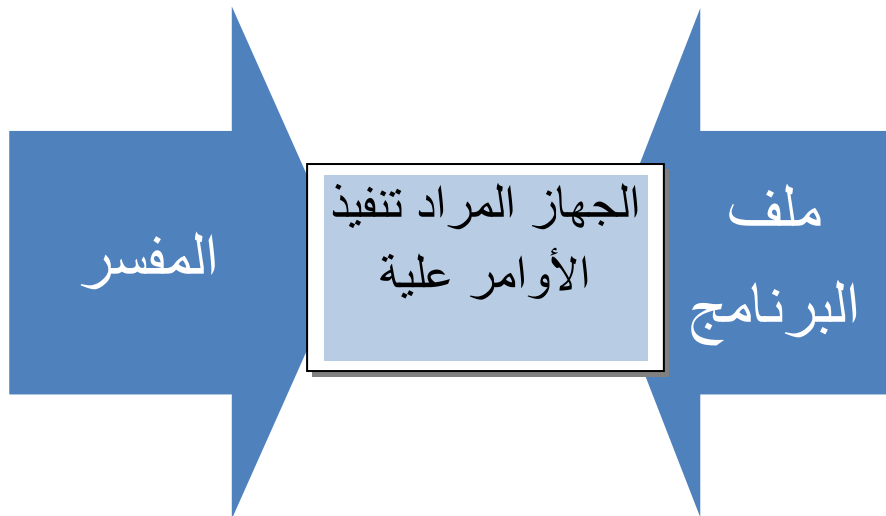 ملف
البرنامج
الجهاز المراد تنفيذ
الأوامر علية
المفسر